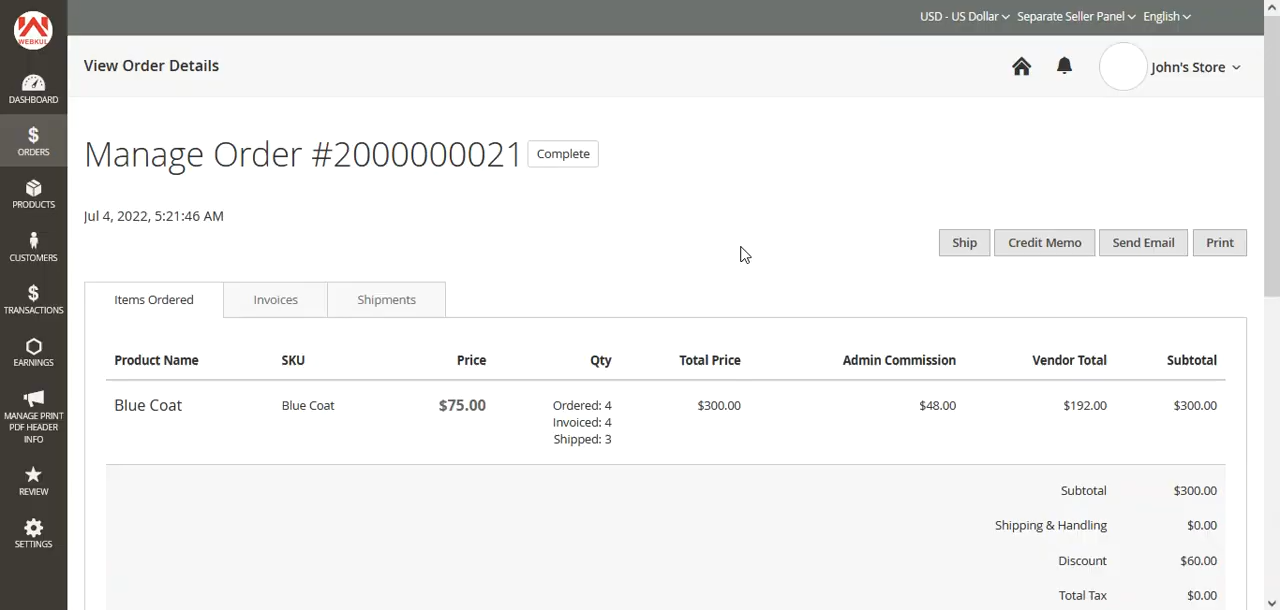 USD - US Dollar Separate Seller Panel English
WEBKUL
View Order Details
John's Store
DASHBOARD
ORDERS
PRODUCTS
CUSTOMERS
TRANSACTIONS
EARNINGS
MANAGE PRINT
PDF HEADER
INFO
REVIEW
SETTINGS
Manage Order #2000000021 Complete
Jul 4, 2022, 5:21:46 AM
Ship Credit Memo Send Email Print
Items Ordered Invoices Shipments
Product Name SKU Price Qty Total Price Admin Commission Vendor Total Subtotal
Blue Coat Blue Coat $75.00 Ordered: 4 $300.00 $48.00 $192.00 $300.00
Invoiced: 4
Shipped: 3
Subtotal $300.00
Shipping & Handling $0.00
Discount $60.00
Total Tax $0.00